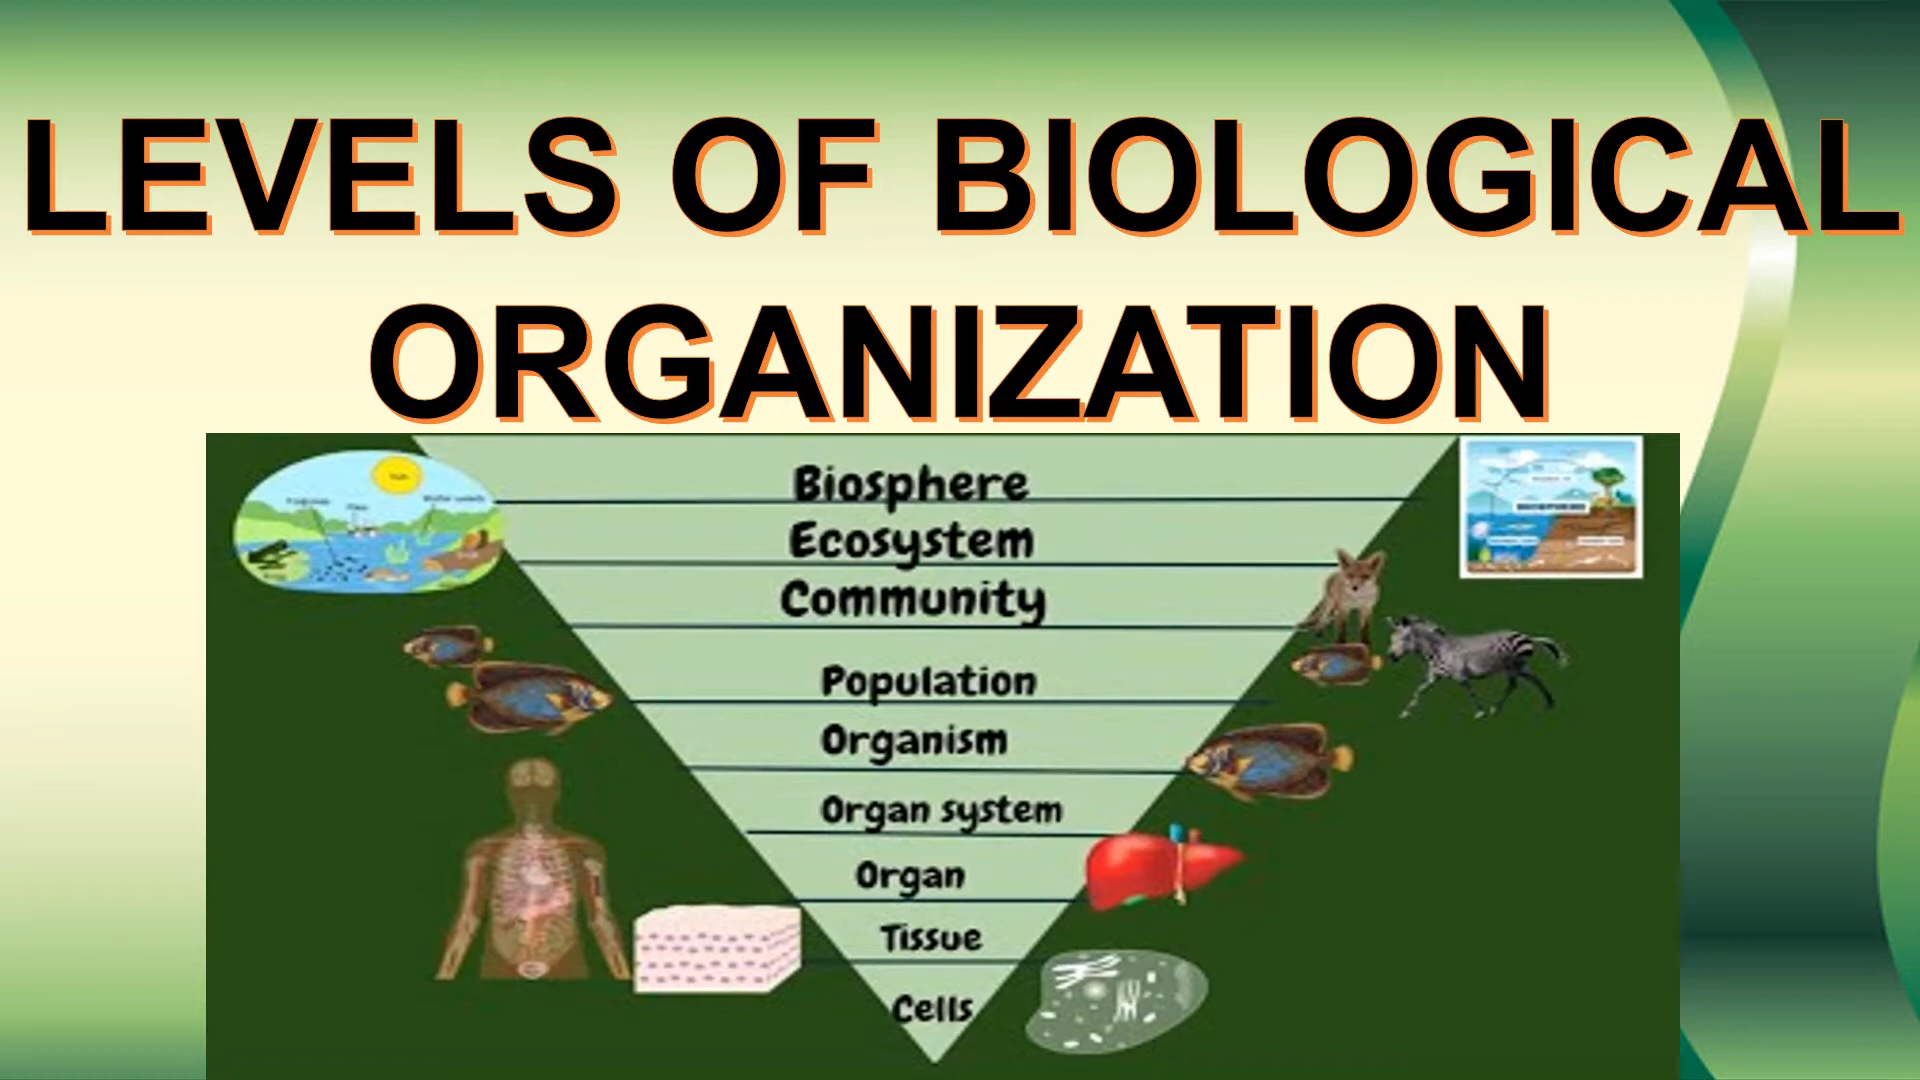 LEVELS OF BIOLOGICAL
ORGANIZATION
Biosphere
Ecosystem
Community
Population
Organism
Organ system
Organ
Tissue
Cells